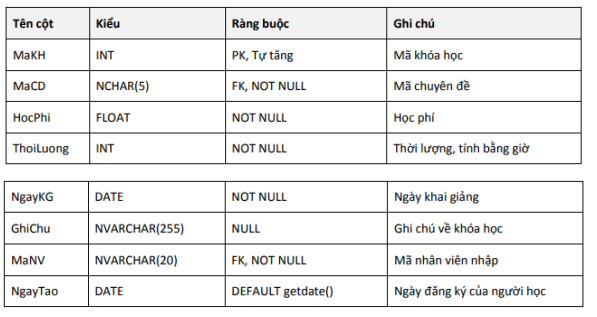 Tên cột Kiểu Ràng buộc Ghi chú
MaKH INT PK, Tự tăng Mã khóa học
MaCD NCHAR(5) FK, NOT NULL Mã chuyên đề
HocPhi FLOAT NOT NULL Học phí
ThoiLuong INT NOT NULL Thời lượng, tính bằng giờ
NgayKG DATE NOT NULL Ngày khai giảng
GhiChu NVARCHAR(255) NULL Ghi chú về khóa học
MaNV NVARCHAR(20) FK, NOT NULL Mã nhân viên nhập
NgayTao DATE DEFAULT getdate() Ngày đăng ký của người học